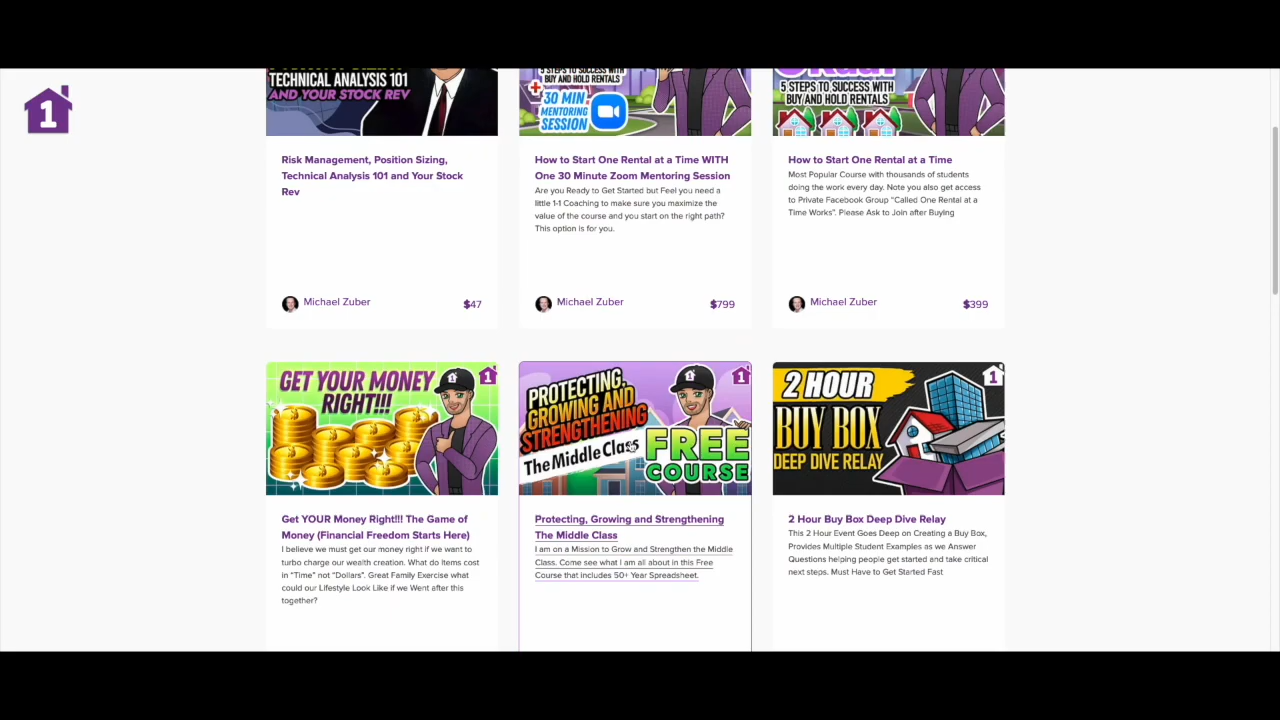 TECHNICAL ANALYSIS 101
AND YOUR STOCK REV
5 STEPS TO SUCCESS WITH
BUY AND HOLD RENTALS
30 MIN
MENTORING
SESSION
5 STEPS TO SUCCESS WITH
BUY AND HOLD RENTALS
1
Risk Management, Position Sizing,
Technical Analysis 101 and Your Stock
Rev
Michael Zuber
$47
How to Start One Rental at a Time WITH
One 30 Minute Zoom Mentoring Session
Are you Ready to Get Started but Feel you need a
little 1-1 Coaching to make sure you maximize the
value of the course and you start on the right path?
This option is for you.
Michael Zuber
$799
How to Start One Rental at a Time
Most Popular Course with thousands of students
doing the work every day. Note you also get access
to Private Facebook Group “Called One Rental at a
Time Works”. Please Ask to Join after Buying
Michael Zuber
$399
GET YOUR MONEY
RIGHT!!!
1
1
Get YOUR Money Right!!! The Game of
Money (Financial Freedom Starts Here)
I believe we must get our money right if we want to
turbo charge our wealth creation. What do items cost
in “Time” not “Dollars”. Great Family Exercise what
could our Lifestyle Look Like if we Went after this
together?
PROTECTING,
GROWING AND
STRENGTHENING
The Middle Class
FREE
COURSE
1
1
Protecting, Growing and Strengthening
The Middle Class
I am on a Mission to Grow and Strengthen the Middle
Class. Come see what I am all about in this Free
Course that includes 50+ Year Spreadsheet.
2 HOUR
BUY BOX
DEEP DIVE RELAY
1
2 Hour Buy Box Deep Dive Relay
This 2 Hour Event Goes Deep on Creating a Buy Box,
Provides Multiple Student Examples as we Answer
Questions helping people get started and take critical
next steps. Must Have to Get Started Fast